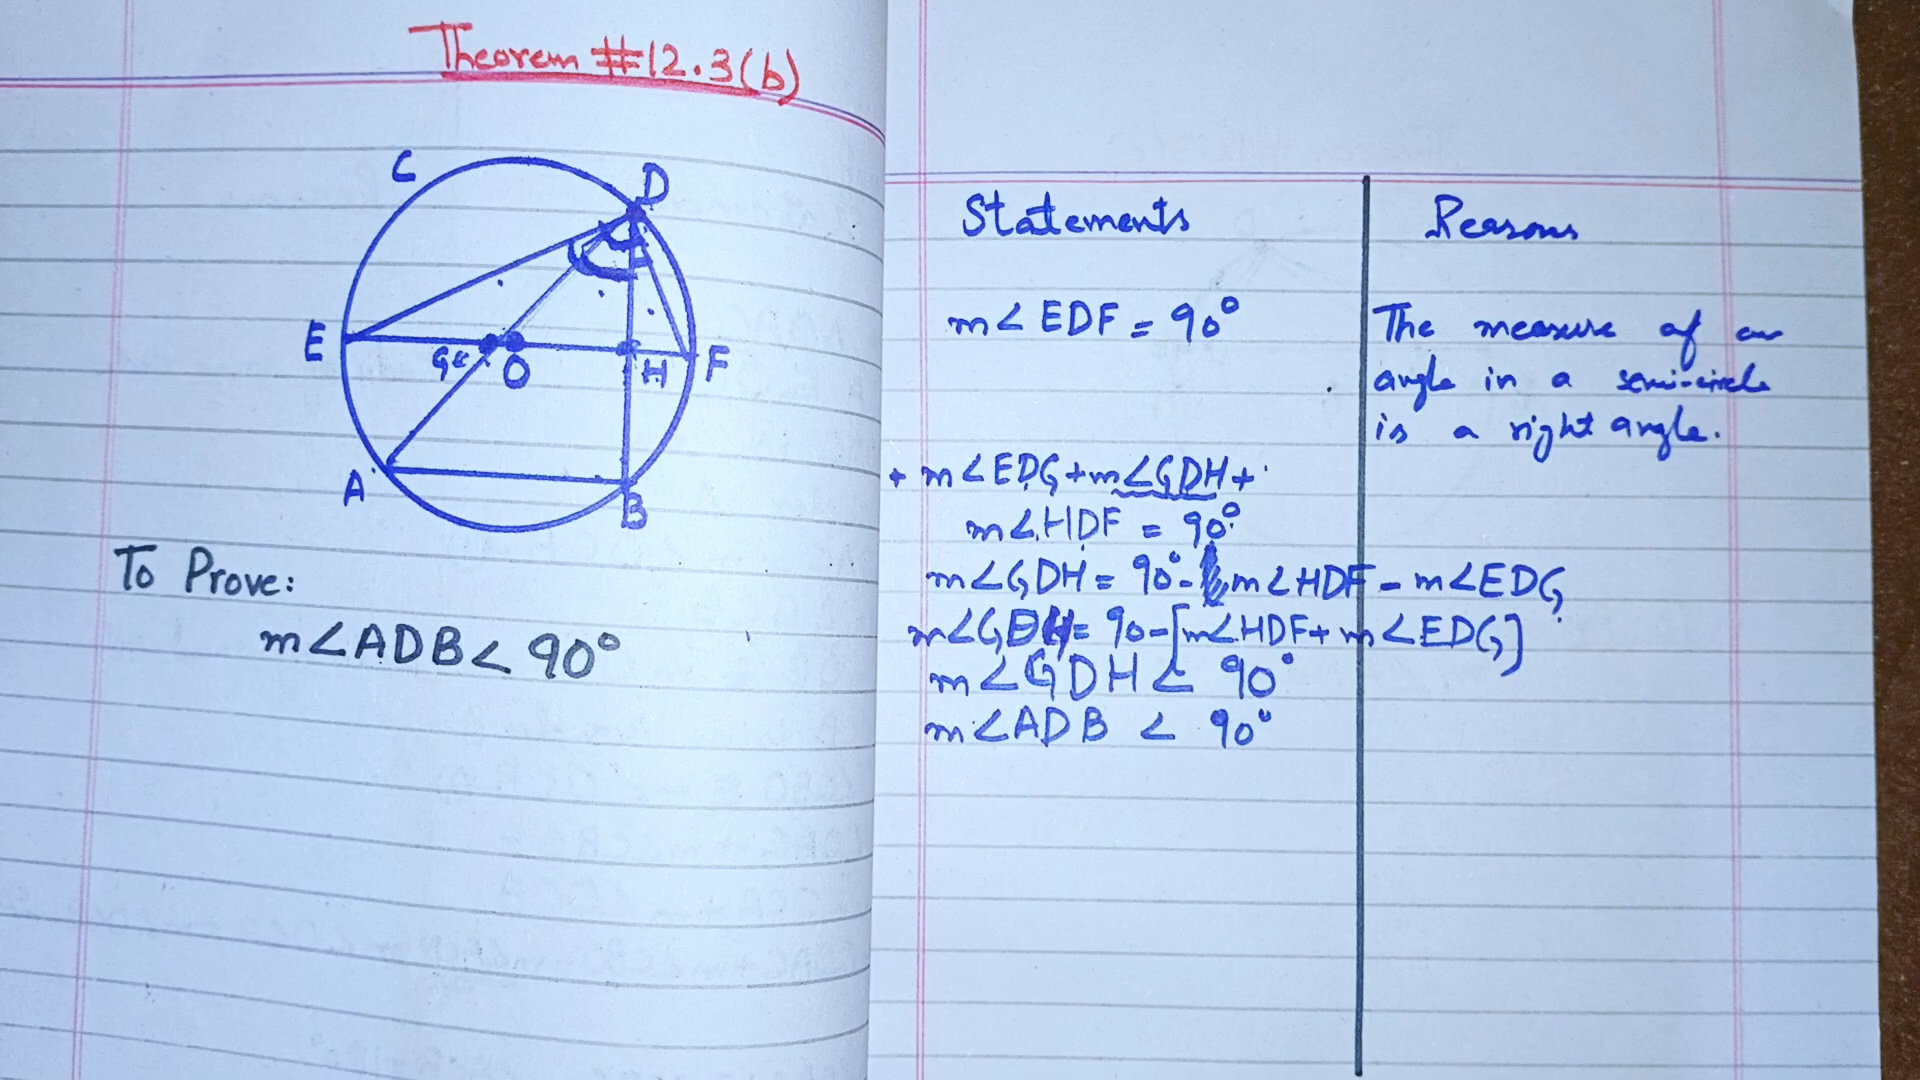 Theorem #12.3(b)
C
D
E
G
O
H
F
A
B
To Prove:
m∠ADB < 90°
Statements
Reasons
m∠EDF = 90°
The measure of an
angle in a semi-circle
is a right angle.
+ m∠EDG + m∠GDH +
m∠HDF = 90°
m∠GDH = 90° - m∠HDF - m∠EDG
m∠GDH = 90 - [m∠HDF + m∠EDG]
m∠GDH < 90°
m∠ADB < 90°